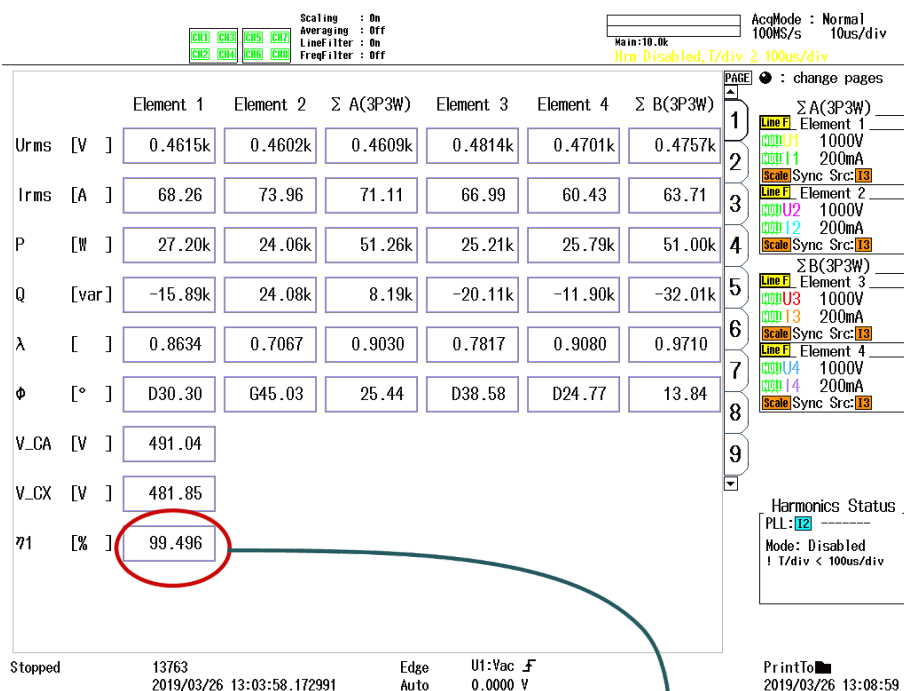 Scaling : On
Averaging : Off
LineFilter : On
FreqFilter : Off
CH1 CH3 CH5 CH7
CH2 CH4 CH6 CH8
Main:10.0k
AcqMode : Normal
100MS/s 10us/div
Hrm Disabled,T/div ≥ 100us/div
PAGE : change pages
Element 1 Element 2 Σ A(3P3W) Element 3 Element 4 Σ B(3P3W)
Urms [V ] 0.4615k 0.4602k 0.4609k 0.4814k 0.4701k 0.4757k
Irms [A ] 68.26 73.96 71.11 66.99 60.43 63.71
P [W ] 27.20k 24.06k 51.26k 25.21k 25.79k 51.00k
Q [var] -15.89k 24.08k 8.19k -20.11k -11.90k -32.01k
λ [ ] 0.8634 0.7067 0.9030 0.7817 0.9080 0.9710
Φ [° ] D30.30 G45.03 25.44 D38.58 D24.77 13.84
V_CA [V ] 491.04
V_CX [V ] 481.85
η1 [% ] 99.496
1
2
3
4
5
6
7
8
9
Σ A(3P3W)
Line F Element 1
U1 1000V
I1 200mA
Scale Sync Src:I3
Line F Element 2
U2 1000V
I2 200mA
Scale Sync Src:I3
Σ B(3P3W)
Line F Element 3
U3 1000V
I3 200mA
Scale Sync Src:I3
Line F Element 4
U4 1000V
I4 200mA
Scale Sync Src:I3
Harmonics Status
PLL:I2 -------
Mode: Disabled
! T/div < 100us/div
Stopped 13763 Edge U1:Vac PrintTo
2019/03/26 13:03:58.172991 Auto 0.0000 V 2019/03/26 13:08:59